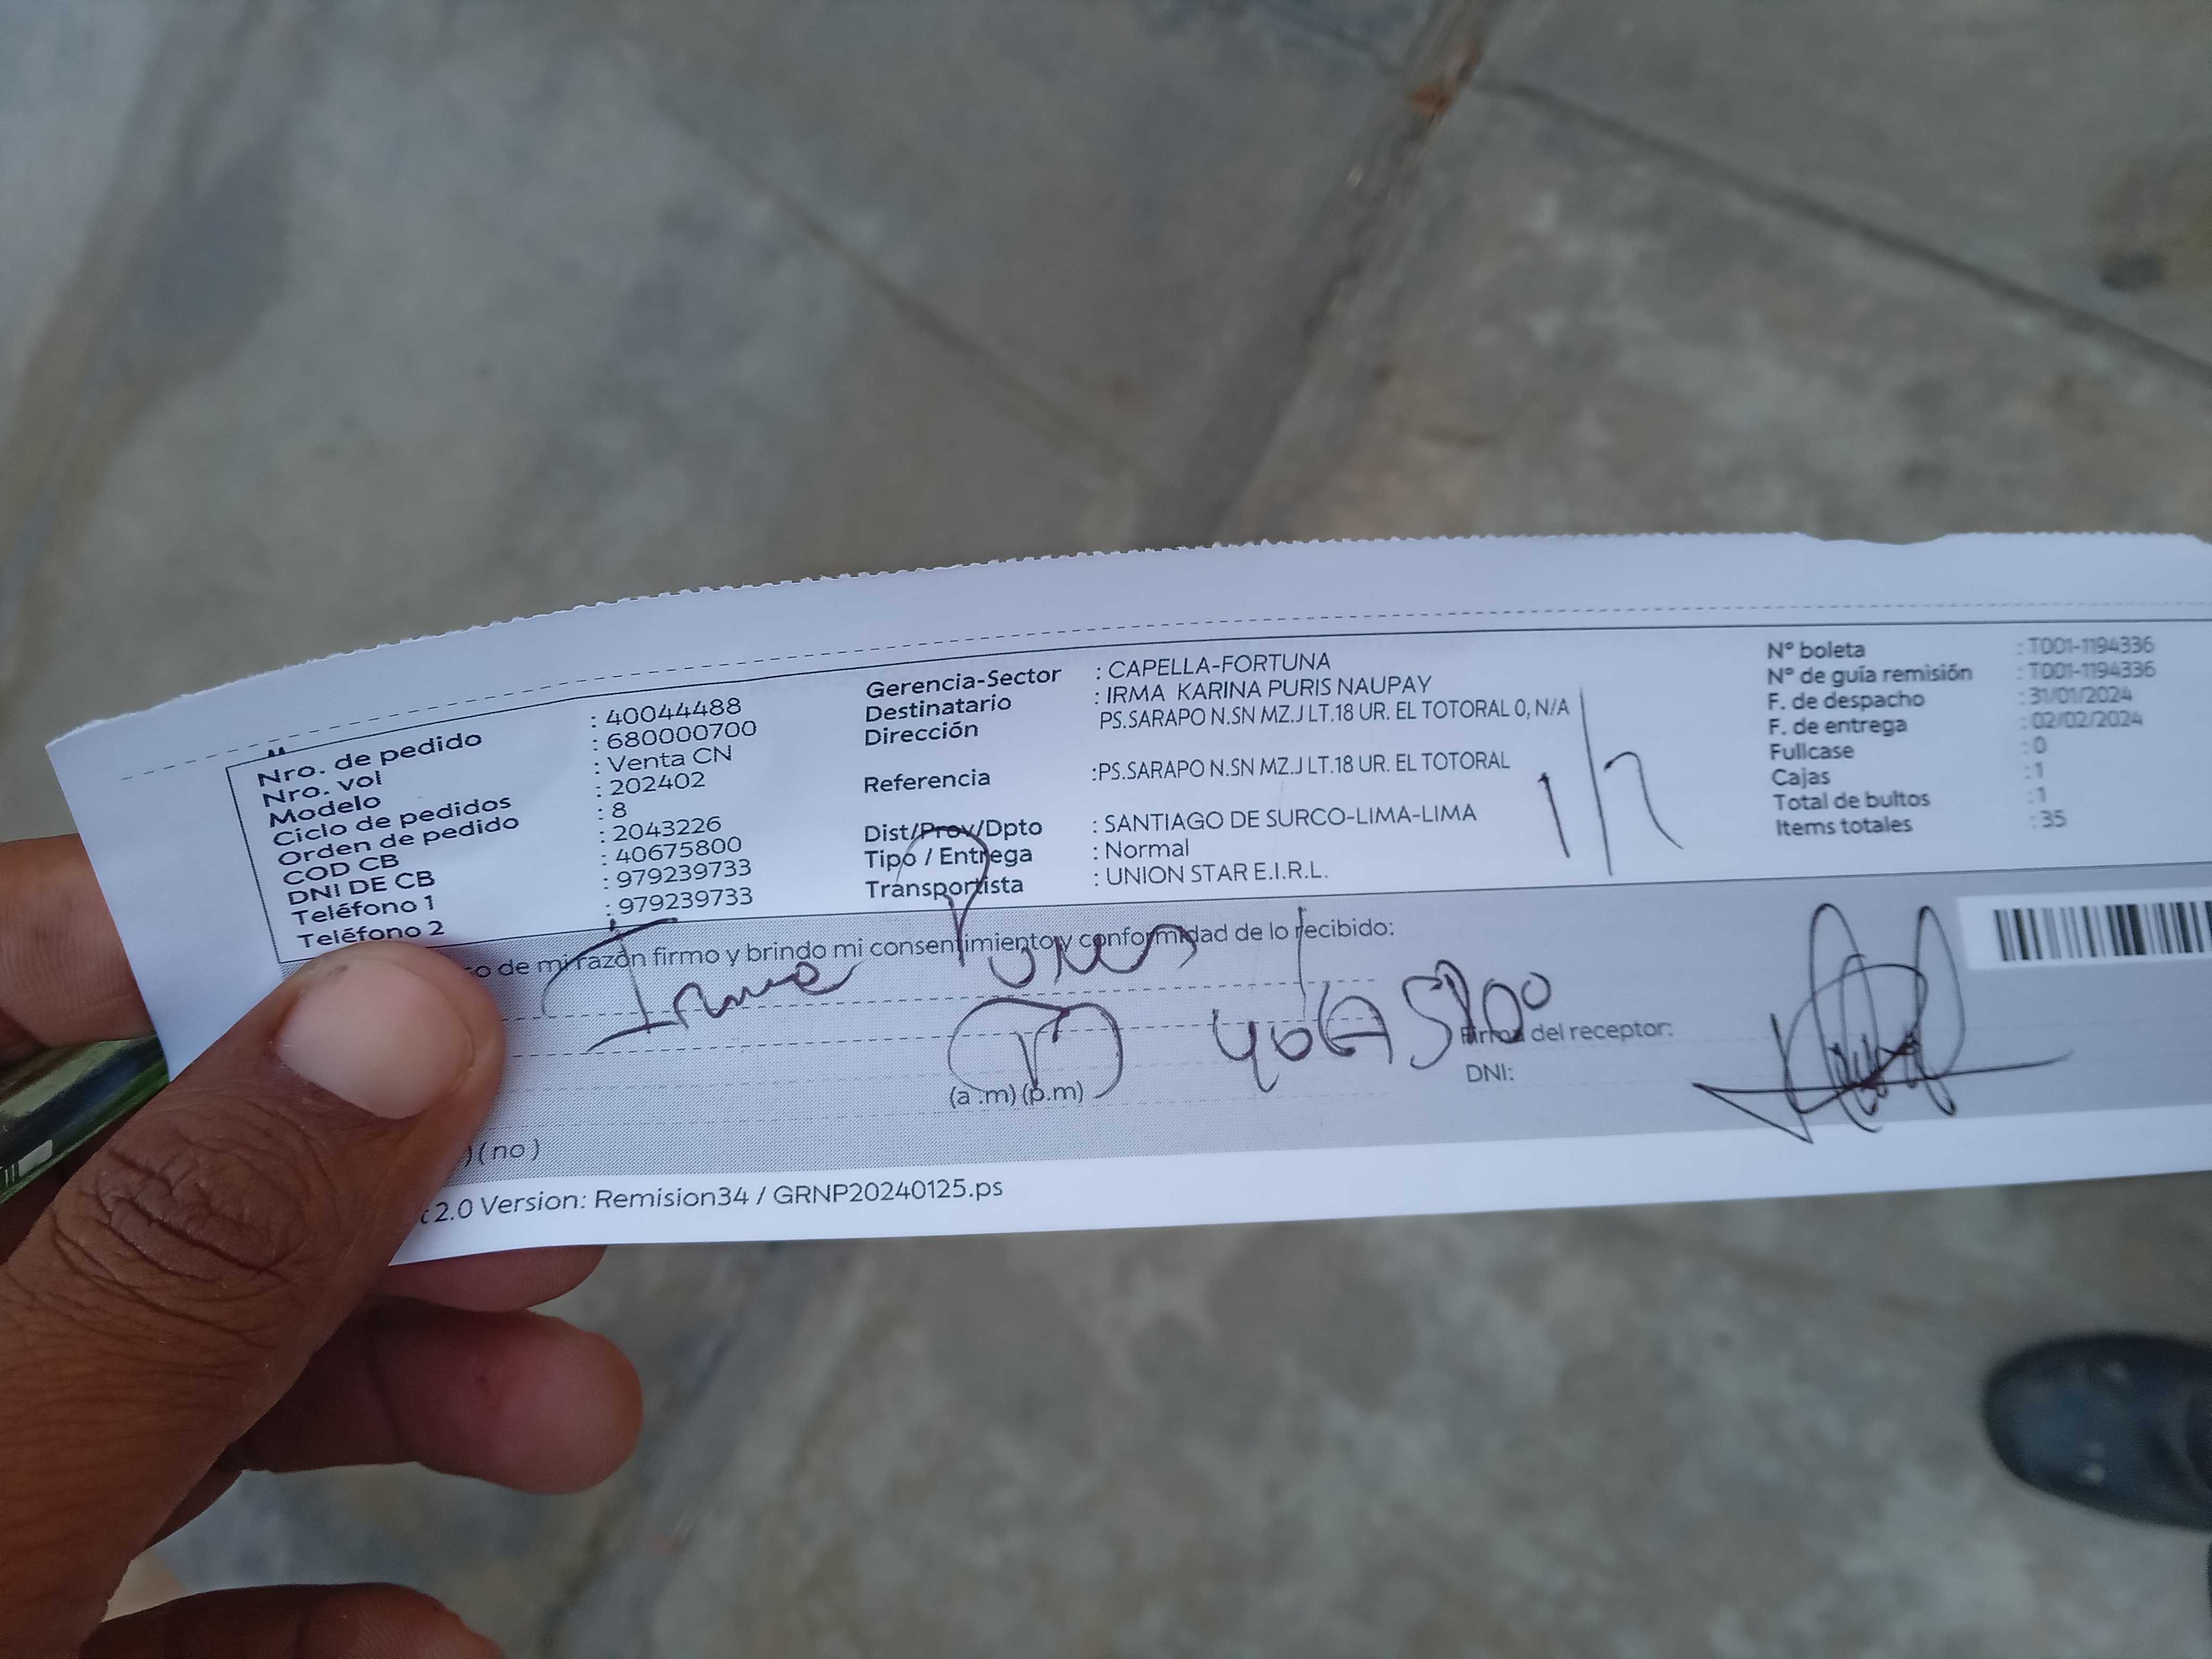 Nro. de pedido : 40044488
Nro. vol : 680000700
Modelo : Venta CN
Ciclo de pedidos : 202402
Orden de pedido : 8
COD CB : 2043226
DNI DE CB : 40675800
Teléfono 1 : 979239733
Teléfono 2 : 979239733
Gerencia-Sector : CAPELLA-FORTUNA
Destinatario : IRMA KARINA PURIS NAUPAY
Dirección PS.SARAPO N.SN MZ.J LT.18 UR. EL TOTORAL 0, N/A
Referencia :PS.SARAPO N.SN MZ.J LT.18 UR. EL TOTORAL
Dist/Prov/Dpto : SANTIAGO DE SURCO-LIMA-LIMA
Tipo / Entrega : Normal
Transportista : UNION STAR E.I.R.L.
Nº boleta : T001-1194336
Nº de guía remisión : T001-1194336
F. de despacho : 31/01/2024
F. de entrega : 02/02/2024
Fullcase : 0
Cajas : 1
Total de bultos : 1
Items totales : 35
de mi razón firmo y brindo mi consentimiento y conformidad de lo recibido:
Irma Puris
Firma del receptor:
DNI:
(a .m) (p.m)
) ( no )
2.0 Version: Remision34 / GRNP20240125.ps